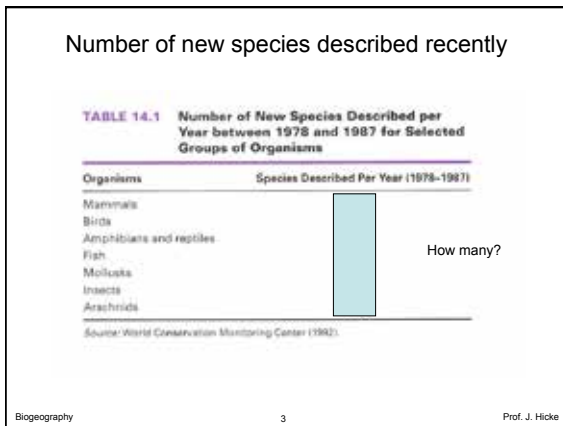 Number of new species described recently
TABLE 14.1 Number of New Species Described per
Year between 1978 and 1987 for Selected
Groups of Organisms
Organisms Species Described Per Year (1978–1987)
Mammals
Birds
Amphibians and reptiles
Fish
Mollusks
Insects
Arachnids
How many?
Source: World Conservation Monitoring Center (1992).
Biogeography 3 Prof. J. Hicke